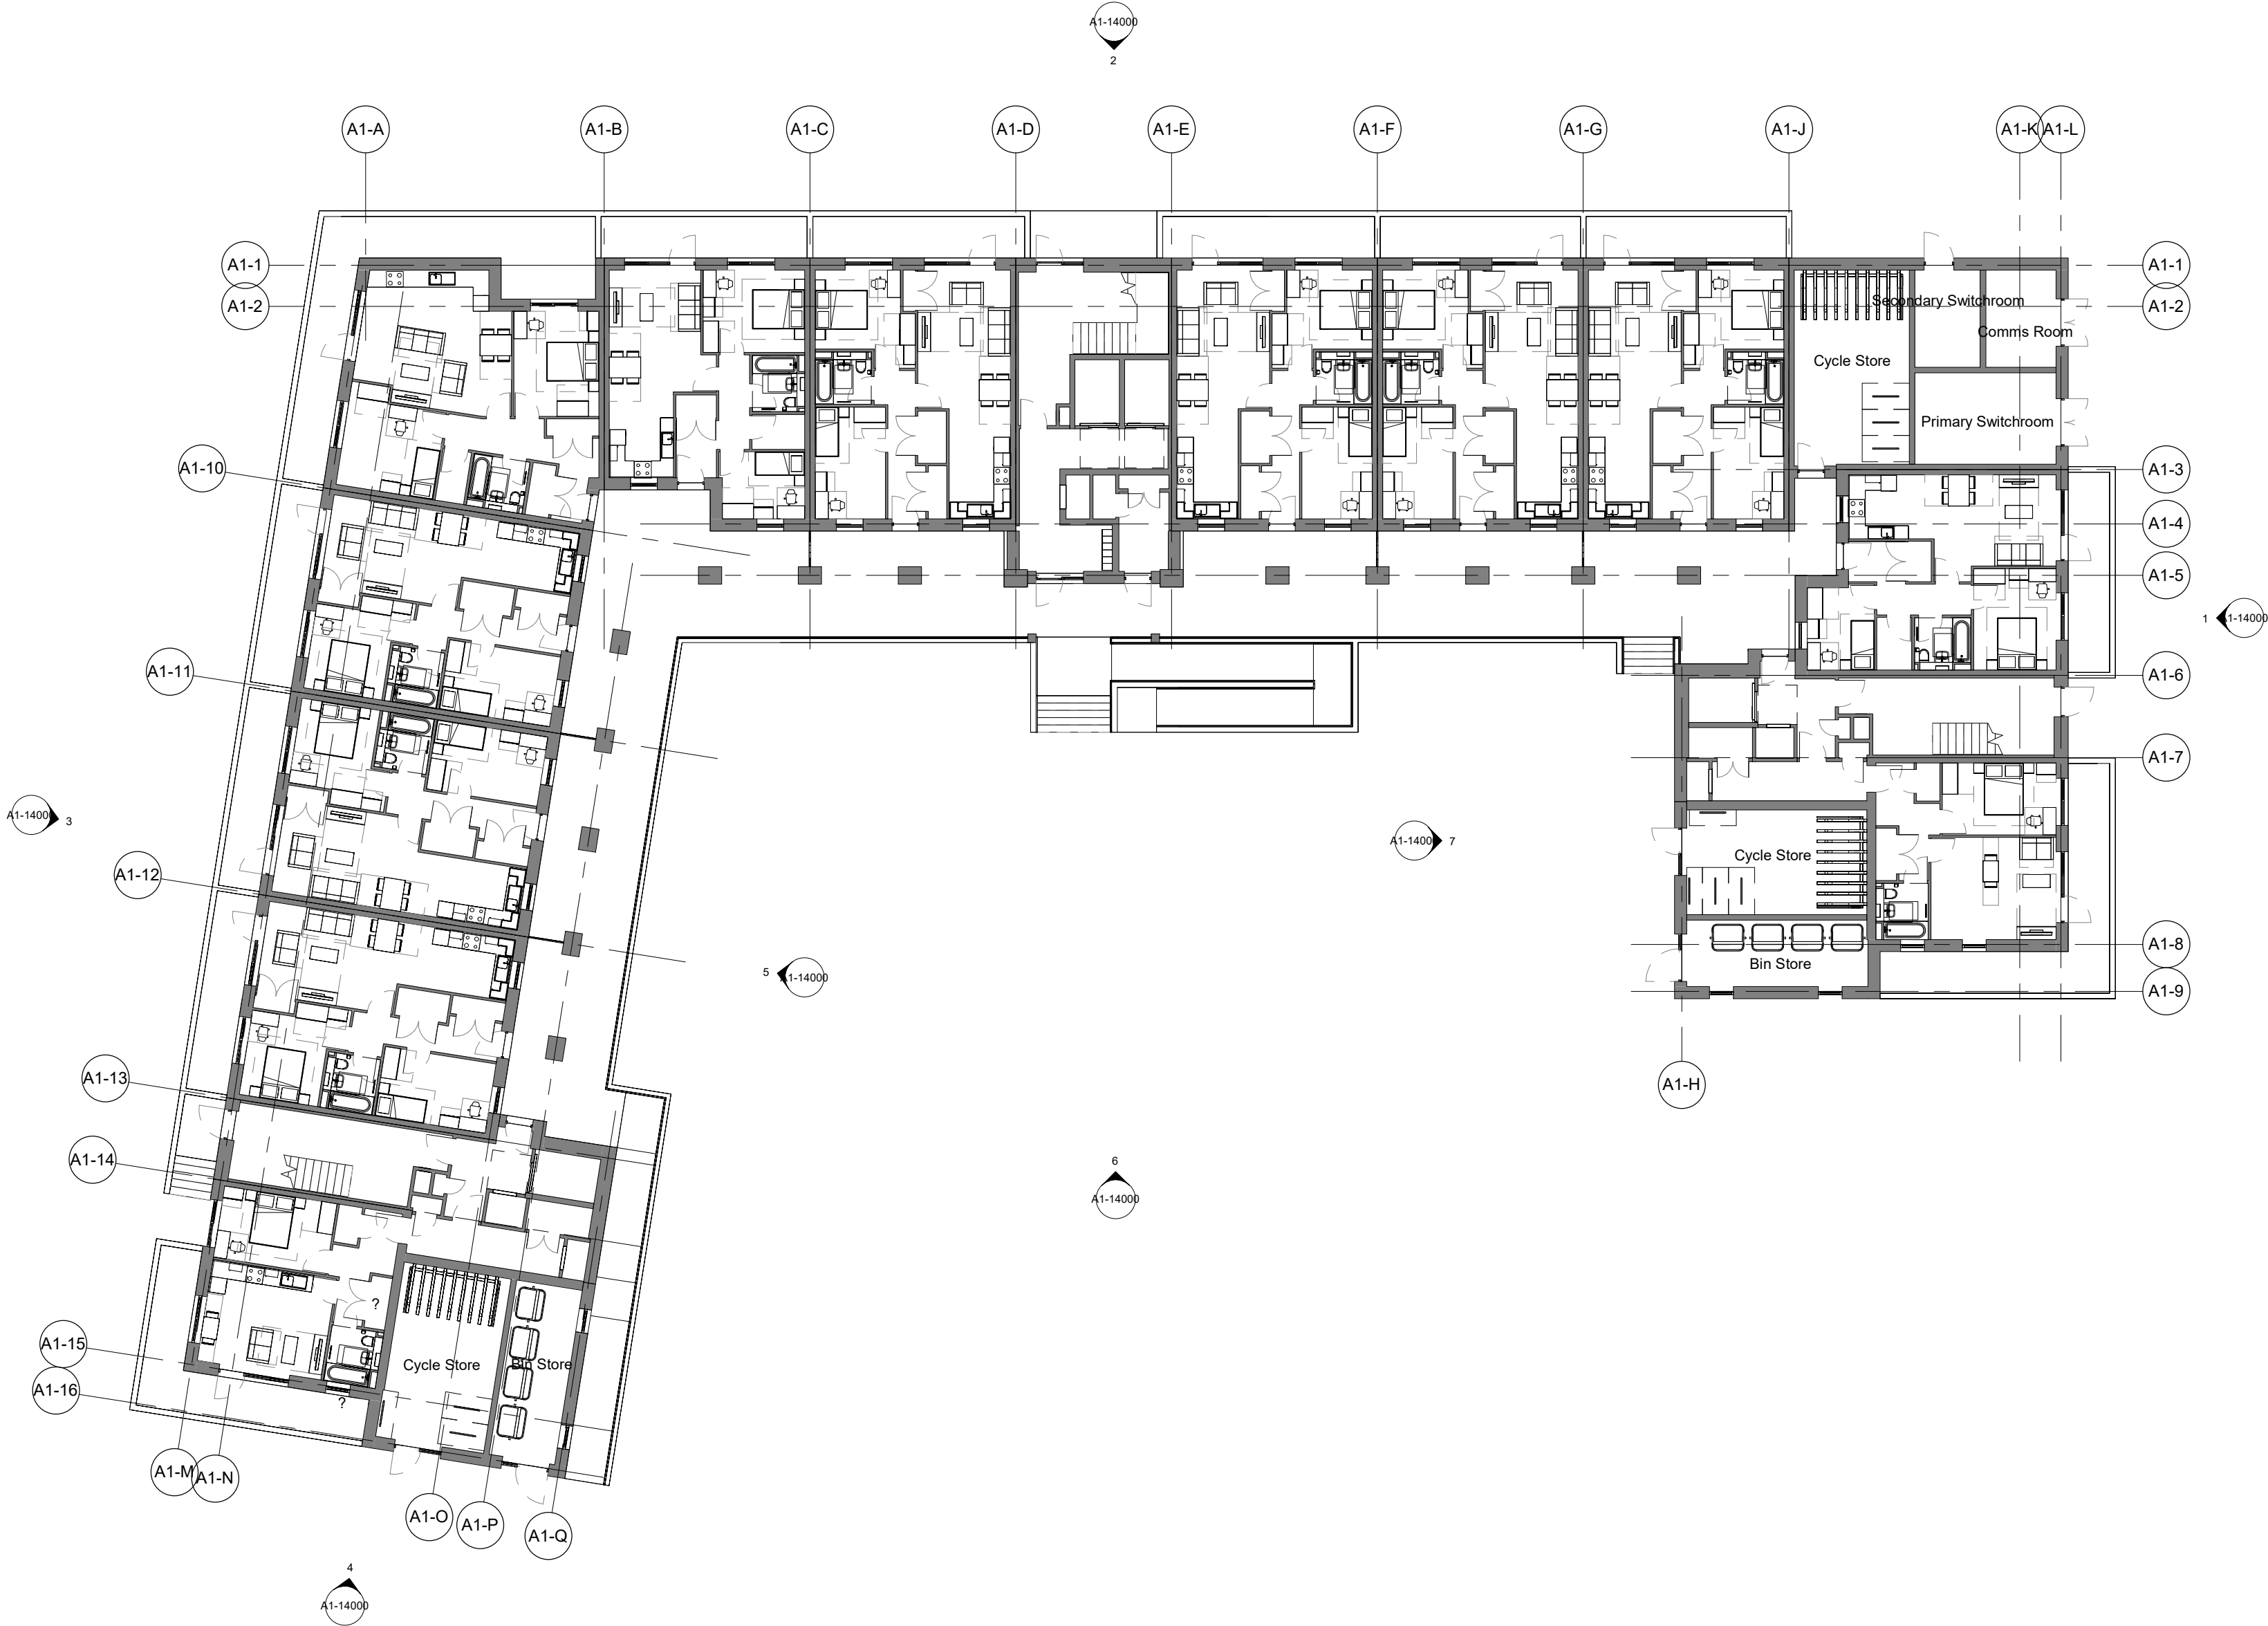 A1-14000
2
A1-A
A1-B
A1-C
A1-D
A1-E
A1-F
A1-G
A1-J
A1-K
A1-L
A1-1
A1-1
A1-2
A1-2
Secondary Switchroom
Comms Room
Cycle Store
Primary Switchroom
A1-10
A1-3
A1-4
A1-5
1
A1-14000
A1-11
A1-6
A1-7
A1-14000
3
A1-14000
7
Cycle Store
A1-12
A1-8
Bin Store
5
A1-14000
A1-9
A1-13
A1-H
A1-14
6
A1-14000
?
A1-15
Cycle Store
Bin Store
A1-16
?
A1-M
A1-N
A1-O
A1-P
A1-Q
4
A1-14000